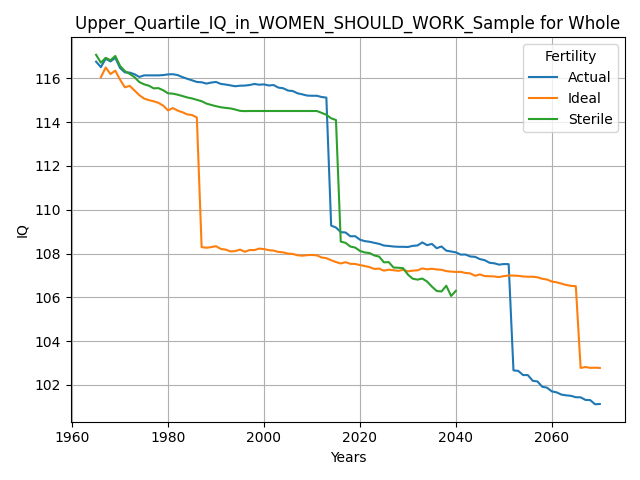 Upper_Quartile_IQ_in_WOMEN_SHOULD_WORK_Sample for Whole
Fertility
Actual
Ideal
Sterile
IQ
116
114
112
110
108
106
104
102
1960
1980
2000
2020
2040
2060
Years